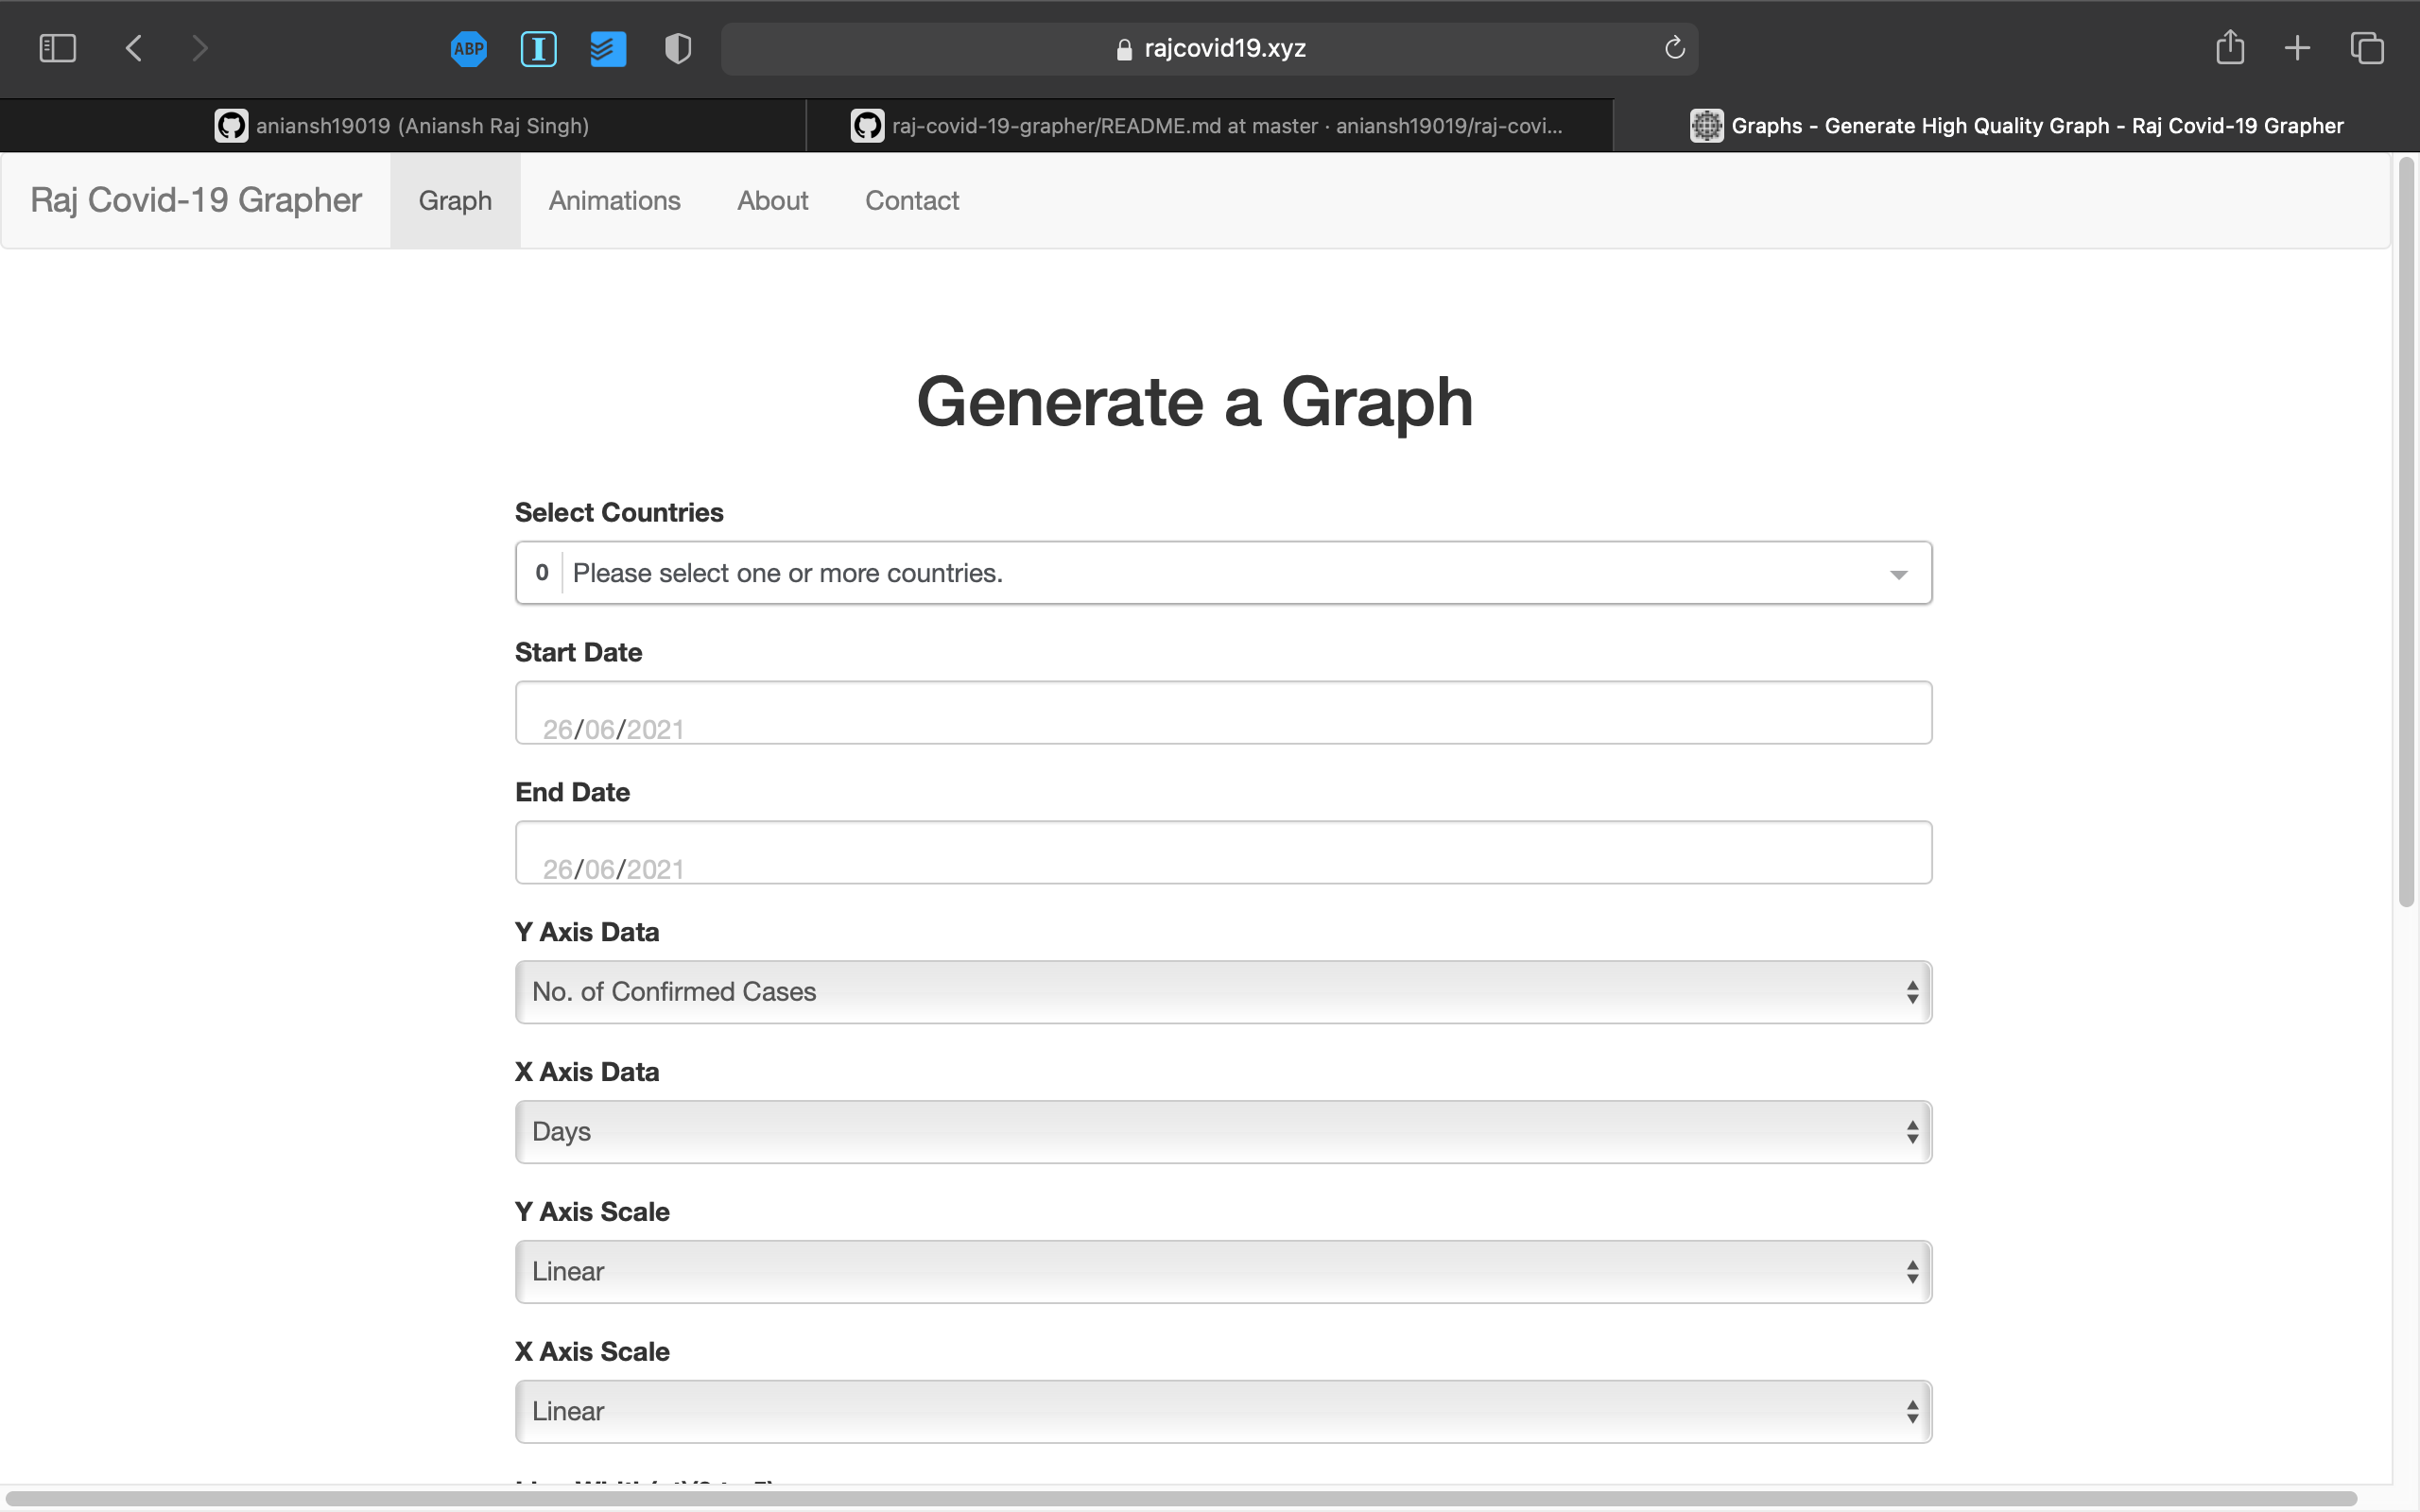 ABP
rajcovid19.xyz
aniansh19019 (Aniansh Raj Singh)
raj-covid-19-grapher/README.md at master · aniansh19019/raj-covi...
Graphs - Generate High Quality Graph - Raj Covid-19 Grapher
Raj Covid-19 Grapher
Graph
Animations
About
Contact
Generate a Graph
Select Countries
0 Please select one or more countries.
Start Date
26/06/2021
End Date
26/06/2021
Y Axis Data
No. of Confirmed Cases
X Axis Data
Days
Y Axis Scale
Linear
X Axis Scale
Linear